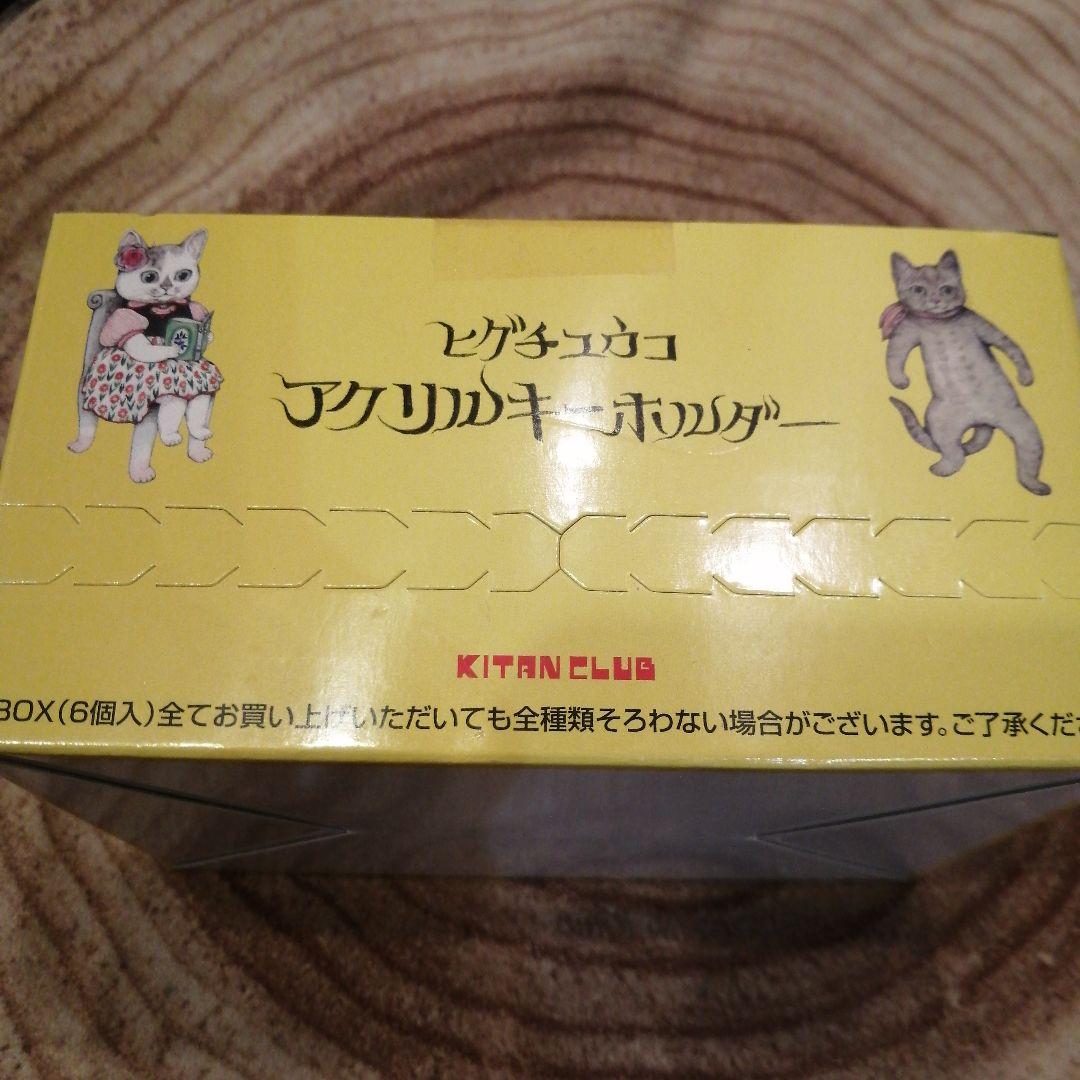 ヒグチユウコ
アクリルキーホルダー
KITAN CLUB
BOX(6個入)全てお買い上げいただいても全種類そろわない場合がございます。ご了承くださ